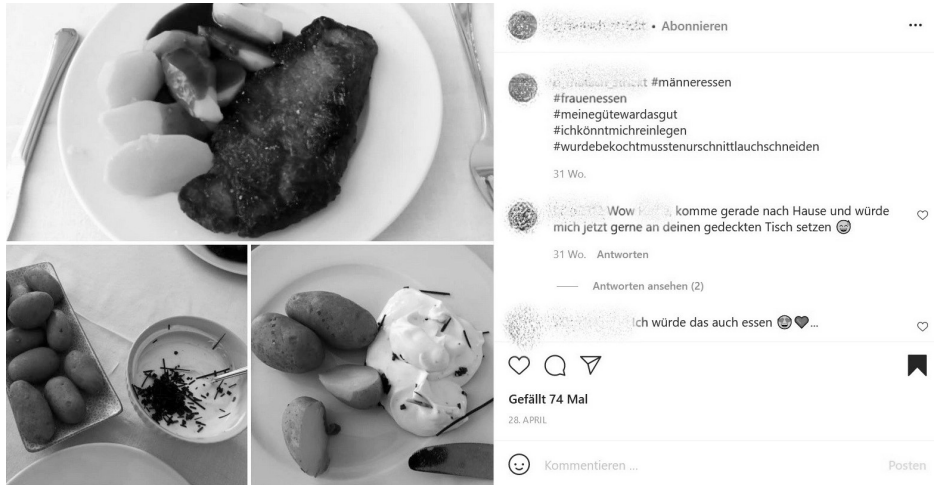 • Abonnieren
#männeressen
#frauenessen
#meinegütewardasgut
#ichkönntmichreinlegen
#wurdebekochtmusstenurschnittlauchschneiden
31 Wo.
Wow komme gerade nach Hause und würde
mich jetzt gerne an deinen gedeckten Tisch setzen 😅
31 Wo. Antworten
Antworten ansehen (2)
Ich würde das auch essen 😍🖤...
Gefällt 74 Mal
28. APRIL
Kommentieren ...
Posten